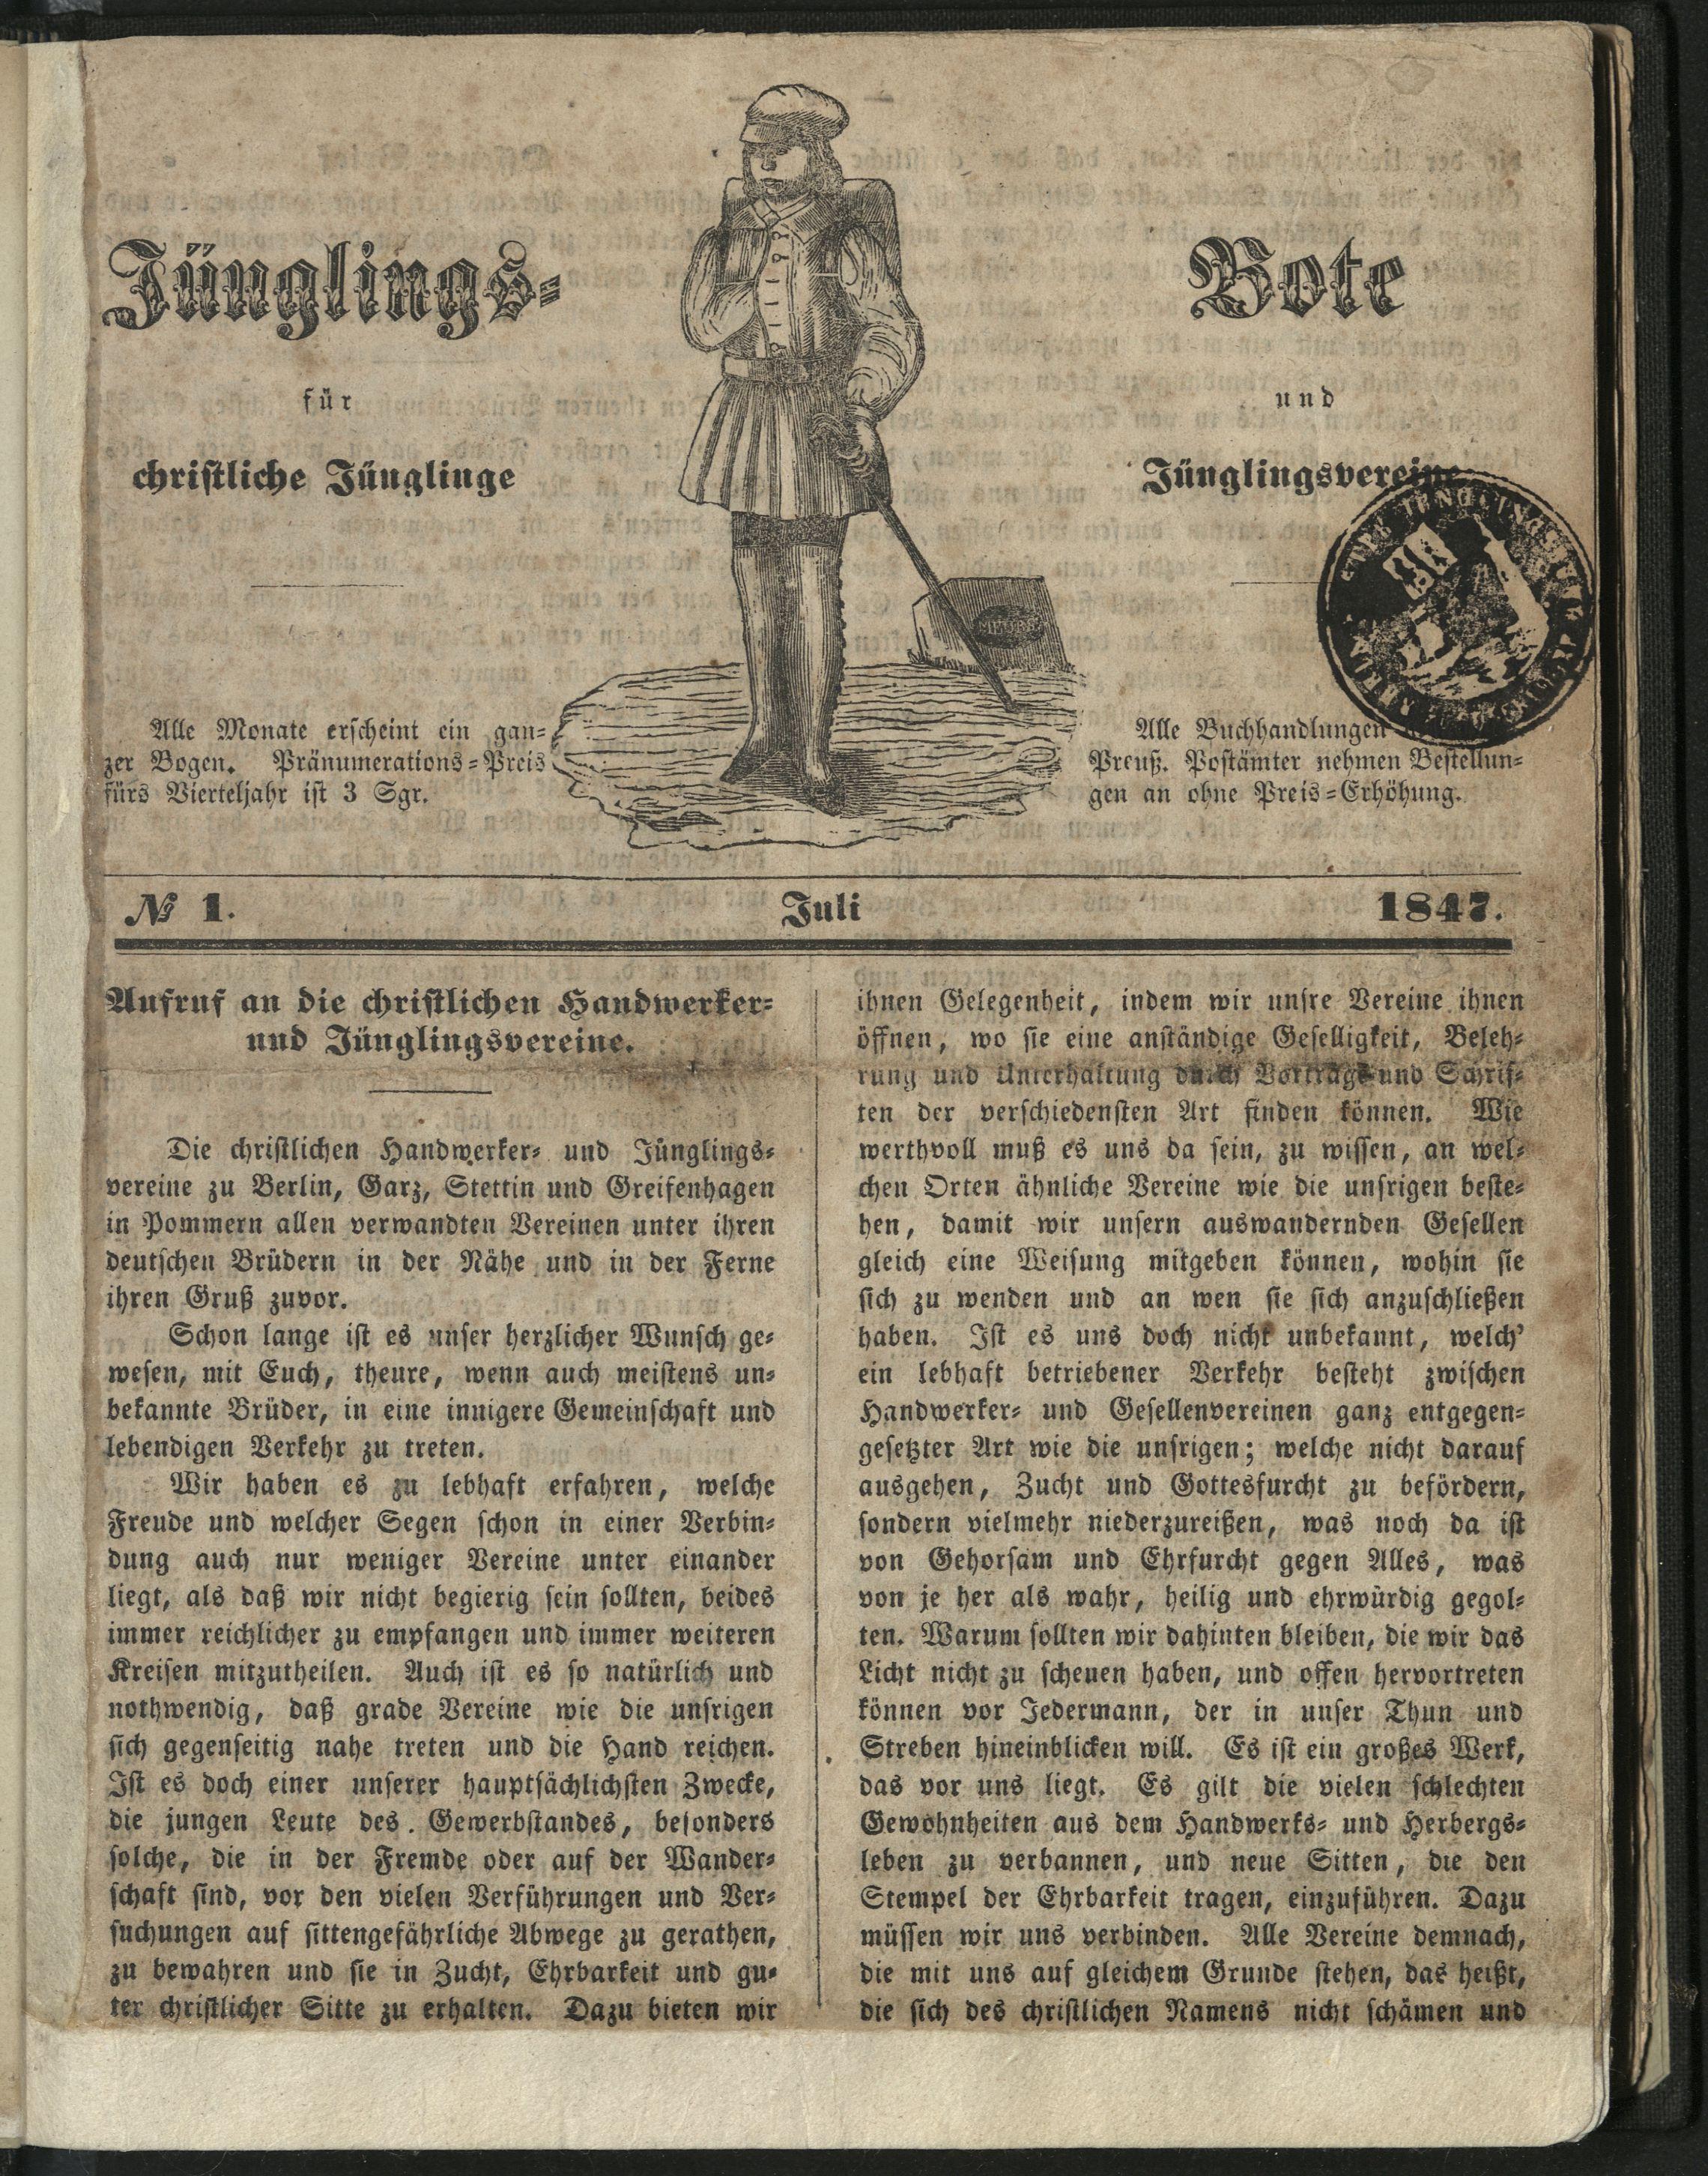 Jünglings-
Bote
für
und
christliche Jünglinge
Jünglingsvereine
MEURS
Alle Monate erscheint ein gan-
zer Bogen. Pränumerations-Preis
fürs Vierteljahr ist 3 Sgr.
Alle Buchhandlungen
Preuß. Postämter nehmen Bestellun-
gen an ohne Preis-Erhöhung.
№ 1. Juli 1847.
Aufruf an die christlichen Handwerker-
und Jünglingsvereine.
Die christlichen Handwerker- und Jünglings-
vereine zu Berlin, Garz, Stettin und Greifenhagen
in Pommern allen verwandten Vereinen unter ihren
deutschen Brüdern in der Nähe und in der Ferne
ihren Gruß zuvor.
Schon lange ist es unser herzlicher Wunsch ge-
wesen, mit Euch, theure, wenn auch meistens un-
bekannte Brüder, in eine innigere Gemeinschaft und
lebendigen Verkehr zu treten.
Wir haben es zu lebhaft erfahren, welche
Freude und welcher Segen schon in einer Verbin-
dung auch nur weniger Vereine unter einander
liegt, als daß wir nicht begierig sein sollten, beides
immer reichlicher zu empfangen und immer weiteren
Kreisen mitzutheilen. Auch ist es so natürlich und
nothwendig, daß grade Vereine wie die unsrigen
sich gegenseitig nahe treten und die Hand reichen.
Ist es doch einer unserer hauptsächlichsten Zwecke,
die jungen Leute des Gewerbstandes, besonders
solche, die in der Fremde oder auf der Wander-
schaft sind, vor den vielen Verführungen und Ver-
suchungen auf sittengefährliche Abwege zu gerathen,
zu bewahren und sie in Zucht, Ehrbarkeit und gu-
ter christlicher Sitte zu erhalten. Dazu bieten wir
ihnen Gelegenheit, indem wir unsre Vereine ihnen
öffnen, wo sie eine anständige Geselligkeit, Beleh-
rung und Unterhaltung durch Vorträge und Schrif-
ten der verschiedensten Art finden können. Wie
werthvoll muß es uns da sein, zu wissen, an wel-
chen Orten ähnliche Vereine wie die unsrigen beste-
hen, damit wir unsern auswandernden Gesellen
gleich eine Weisung mitgeben können, wohin sie
sich zu wenden und an wen sie sich anzuschließen
haben. Ist es uns doch nicht unbekannt, welch'
ein lebhaft betriebener Verkehr besteht zwischen
Handwerker- und Gesellenvereinen ganz entgegen-
gesetzter Art wie die unsrigen; welche nicht darauf
ausgehen, Zucht und Gottesfurcht zu befördern,
sondern vielmehr niederzureißen, was noch da ist
von Gehorsam und Ehrfurcht gegen Alles, was
von je her als wahr, heilig und ehrwürdig gegol-
ten. Warum sollten wir dahinten bleiben, die wir das
Licht nicht zu scheuen haben, und offen hervortreten
können vor Jedermann, der in unser Thun und
Streben hineinblicken will. Es ist ein großes Werk,
das vor uns liegt. Es gilt die vielen schlechten
Gewohnheiten aus dem Handwerks- und Herbergs-
leben zu verbannen, und neue Sitten, die den
Stempel der Ehrbarkeit tragen, einzuführen. Dazu
müssen wir uns verbinden. Alle Vereine demnach,
die mit uns auf gleichem Grunde stehen, das heißt,
die sich des christlichen Namens nicht schämen und